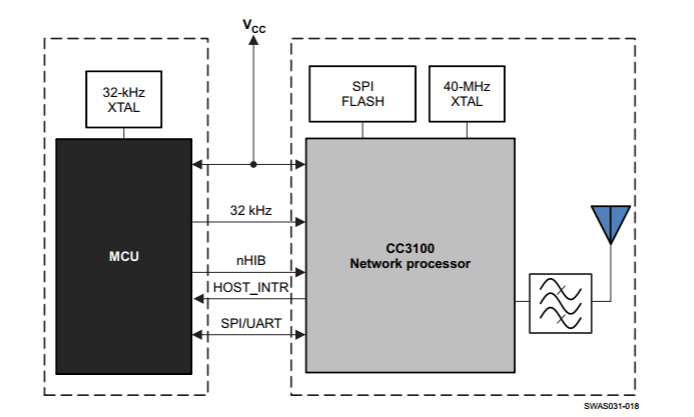 VCC
32-kHz
XTAL
SPI
FLASH
40-MHz
XTAL
32 kHz
MCU
CC3100
Network processor
nHIB
HOST_INTR
SPI/UART
SWAS031-018